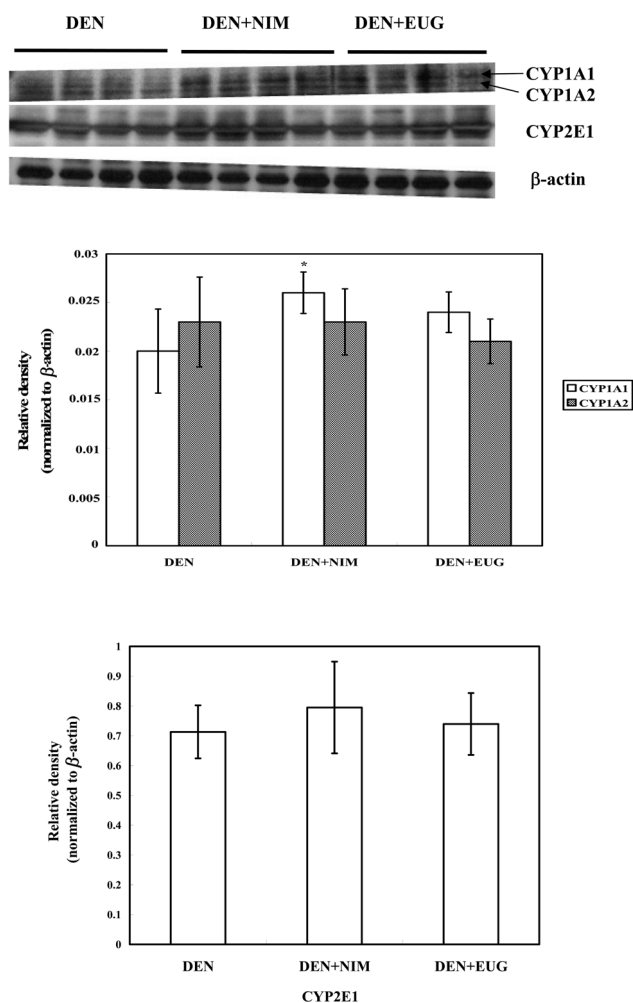 DEN DEN+NIM DEN+EUG
CYP1A1
CYP1A2
CYP2E1
β-actin
0.03
0.025
0.02
0.015
0.01
0.005
0
Relative density
(normalized to β-actin)
*
CYP1A1
CYP1A2
DEN DEN+NIM DEN+EUG
1
0.9
0.8
0.7
0.6
0.5
0.4
0.3
0.2
0.1
0
Relative density
(normalized to β-actin)
DEN DEN+NIM DEN+EUG
CYP2E1